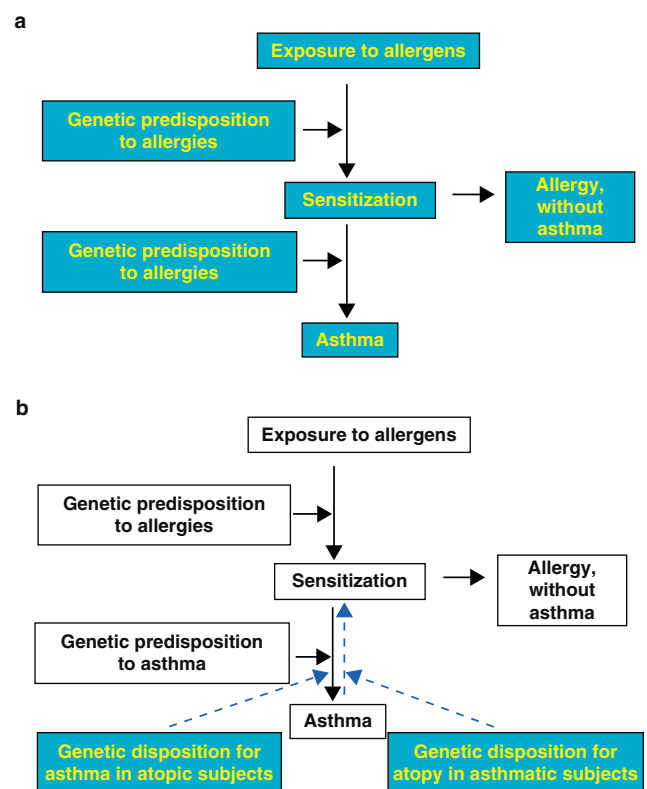 a
Exposure to allergens
Genetic predisposition
to allergies
Sensitization
Allergy,
without
asthma
Genetic predisposition
to allergies
Asthma
b
Exposure to allergens
Genetic predisposition
to allergies
Sensitization
Allergy,
without
asthma
Genetic predisposition
to asthma
Asthma
Genetic disposition for
asthma in atopic subjects
Genetic disposition for
atopy in asthmatic subjects